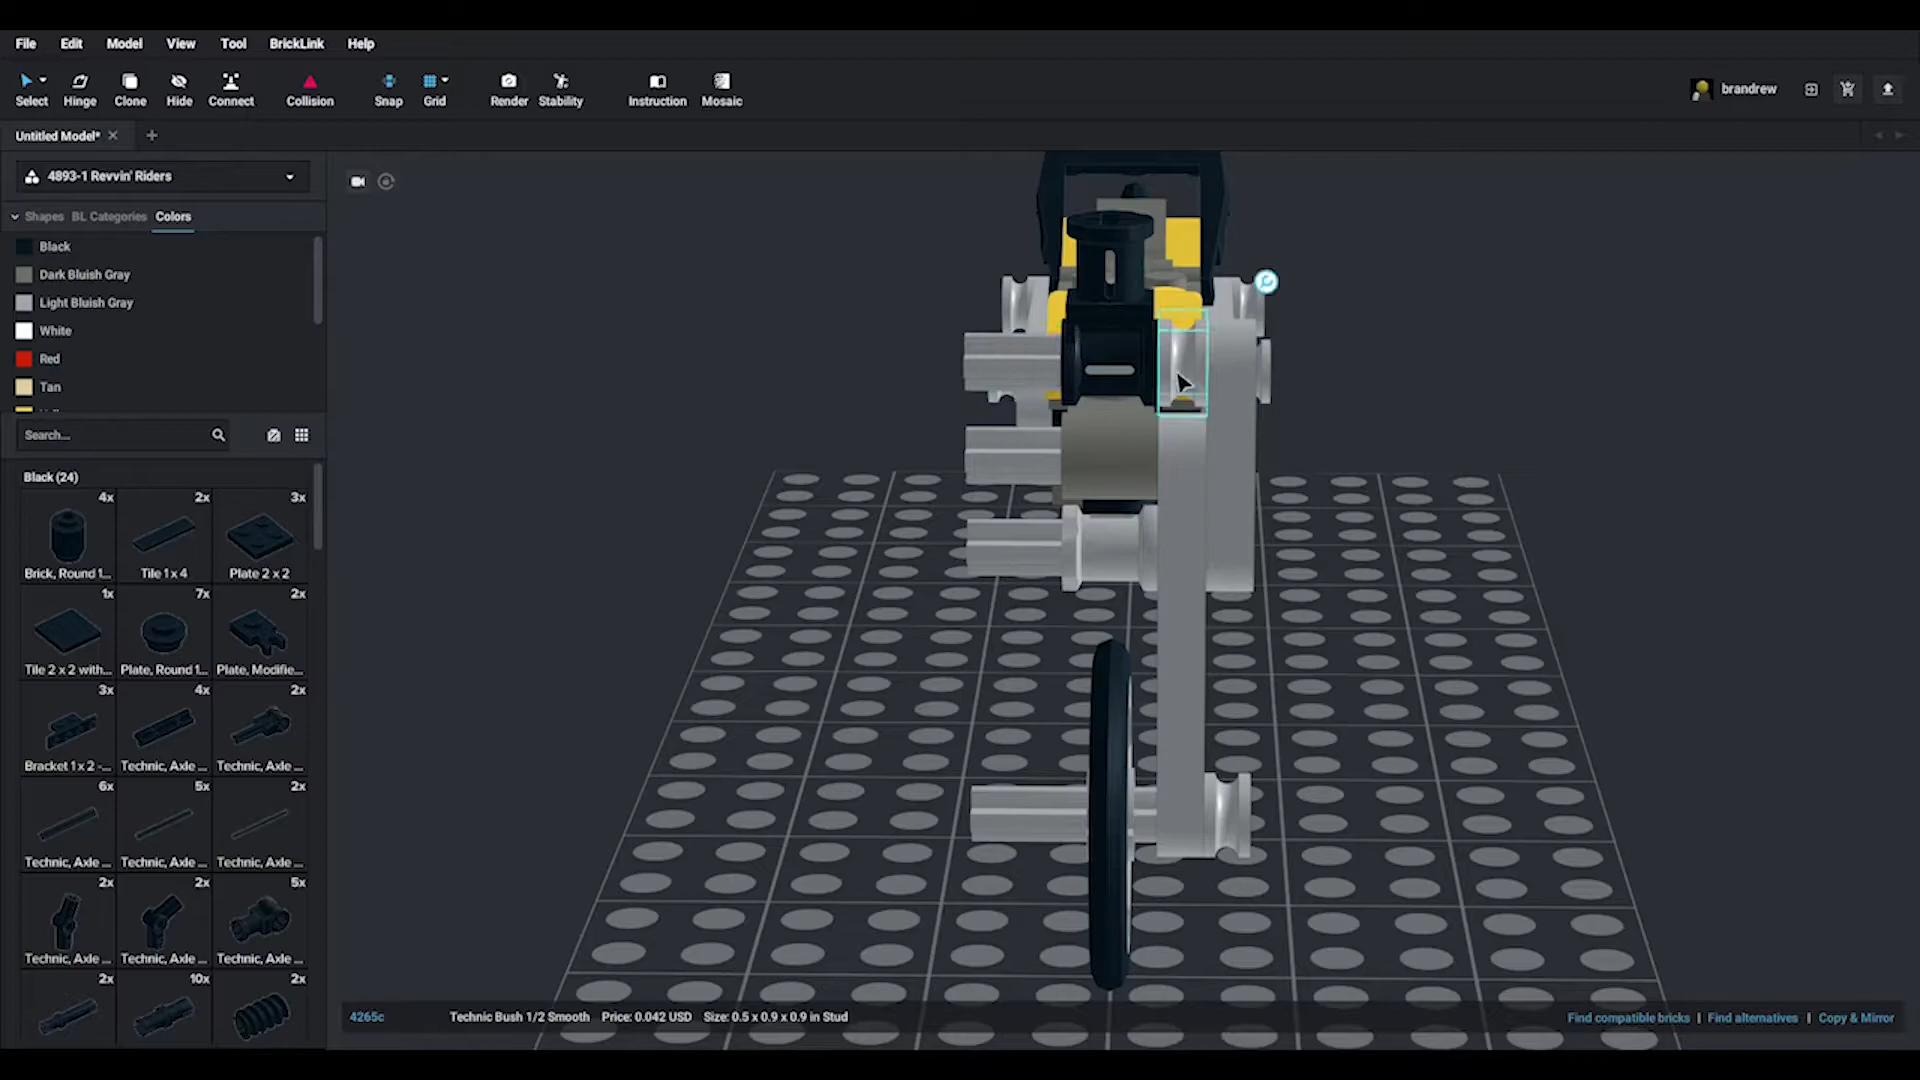 File Edit Model View Tool BrickLink Help
Select Hinge Clone Hide Connect Collision Snap Grid Render Stability Instruction Mosaic brandrew
Untitled Model*
4893-1 Revvin' Riders
Shapes BL Categories Colors
Black
Dark Bluish Gray
Light Bluish Gray
White
Red
Tan
Search...
Black (24)
4x 2x 3x
Brick, Round 1... Tile 1 x 4 Plate 2 x 2
1x 7x 2x
Tile 2 x 2 with... Plate, Round 1... Plate, Modifie...
3x 4x 2x
Bracket 1 x 2 -... Technic, Axle ... Technic, Axle ...
6x 5x 2x
Technic, Axle ... Technic, Axle ... Technic, Axle ...
2x 2x 5x
Technic, Axle ... Technic, Axle ... Technic, Axle ...
2x 10x 2x
4265c Technic Bush 1/2 Smooth Price: 0.042 USD Size: 0.5 x 0.9 x 0.9 in Stud
Find compatible bricks | Find alternatives | Copy & Mirror